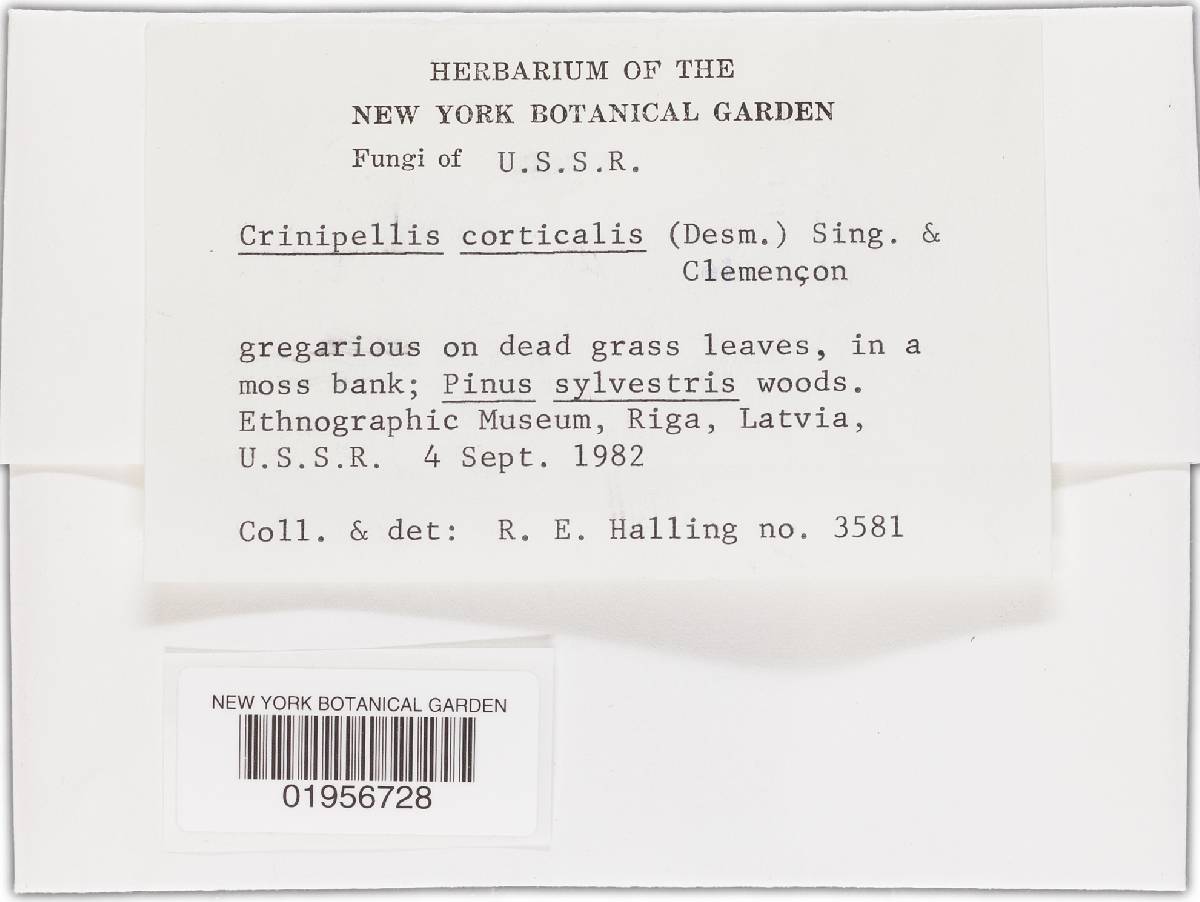 HERBARIUM OF THE
NEW YORK BOTANICAL GARDEN
Fungi of U.S.S.R.
Crinipellis corticalis (Desm.) Sing. &
Clemençon
gregarious on dead grass leaves, in a
moss bank; Pinus sylvestris woods.
Ethnographic Museum, Riga, Latvia,
U.S.S.R. 4 Sept. 1982
Coll. & det: R. E. Halling no. 3581
NEW YORK BOTANICAL GARDEN
01956728